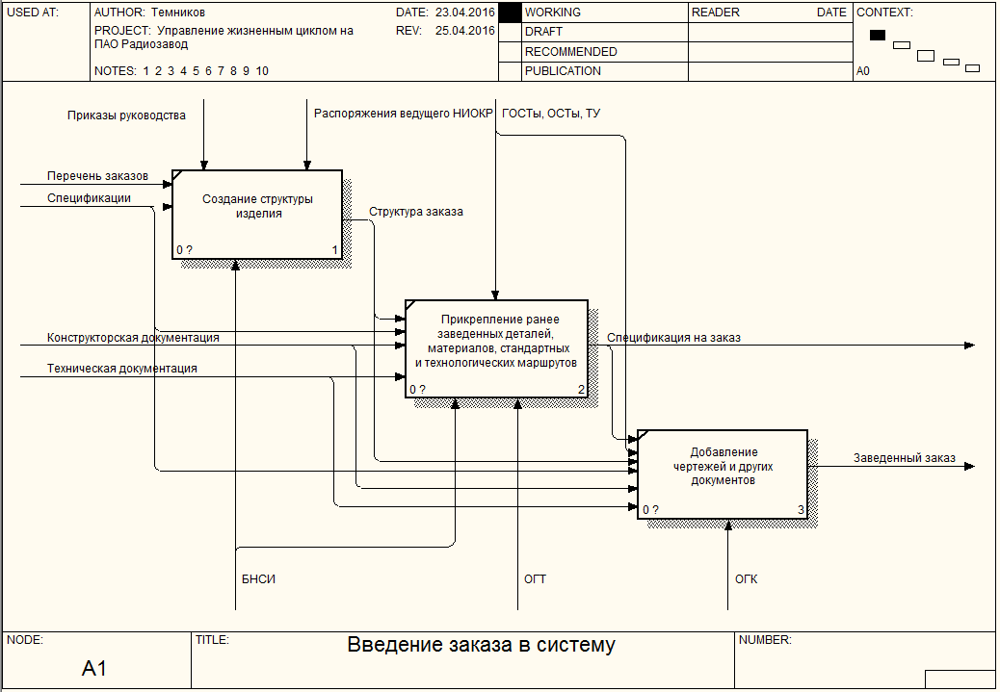 USED AT:
AUTHOR: Темников
DATE: 23.04.2016
REV: 25.04.2016
PROJECT: Управление жизненным циклом на
ПАО Радиозавод
NOTES: 1 2 3 4 5 6 7 8 9 10
WORKING
DRAFT
RECOMMENDED
PUBLICATION
READER
DATE
CONTEXT:
A0
Приказы руководства
Распоряжения ведущего НИОКР
ГОСТы, ОСТы, ТУ
Перечень заказов
Спецификации
Создание структуры
изделия
0 ?
1
Структура заказа
Прикрепление ранее
заведенных деталей,
материалов, стандартных
и технологических маршрутов
0 ?
2
Конструкторская документация
Техническая документация
Спецификация на заказ
Добавление
чертежей и других
документов
0 ?
3
Заведенный заказ
БНСИ
ОГТ
ОГК
NODE:
A1
TITLE:
Введение заказа в систему
NUMBER: